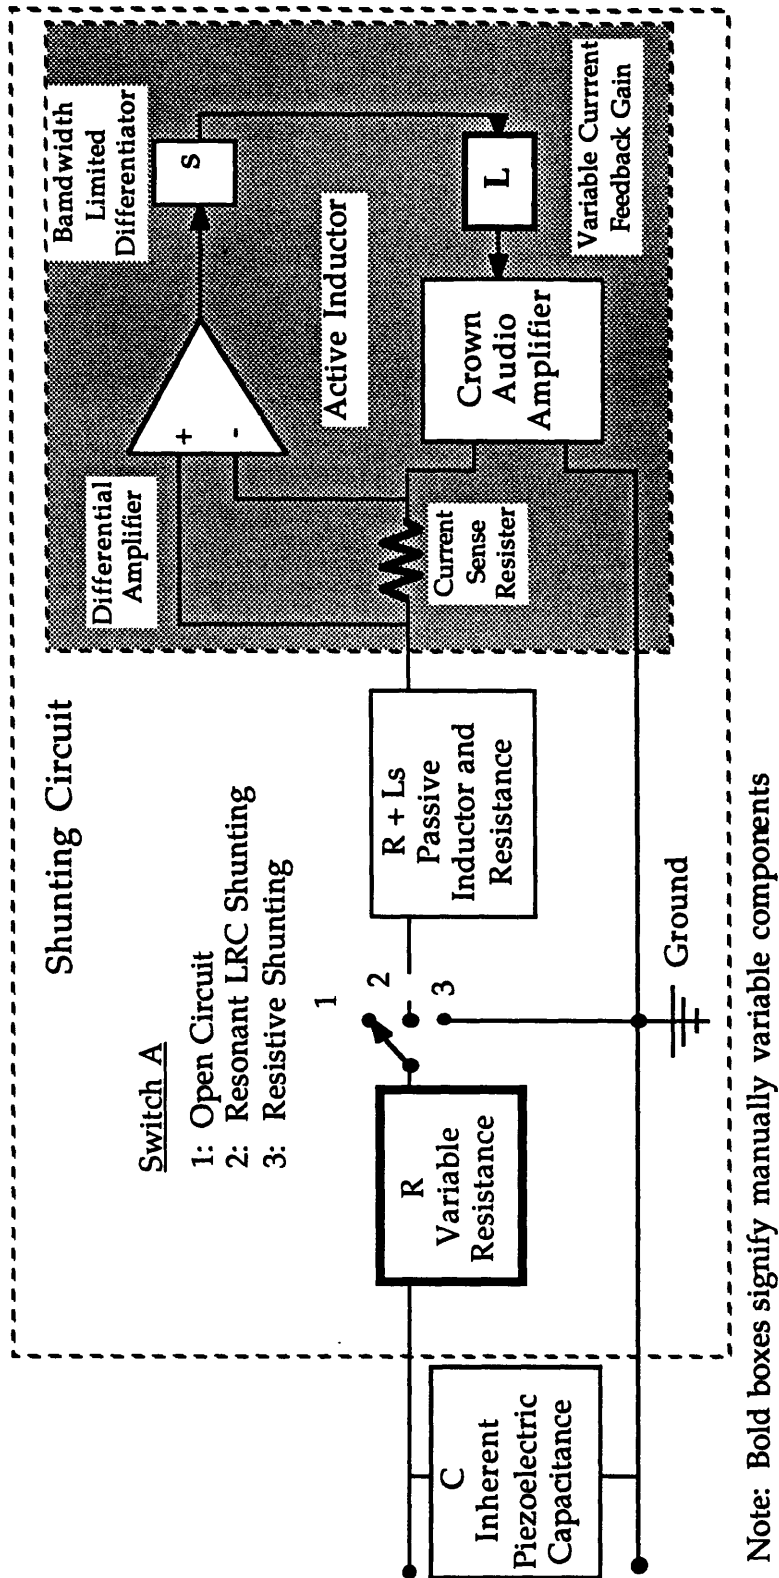 Shunting Circuit
Switch A
1: Open Circuit
2: Resonant LRC Shunting
3: Resistive Shunting
Differential
Amplifier
+
-
Bamdwidth
Limited
Differentiator
s
Active Inductor
L
Variable Currrent
Feedback Gain
Crown
Audio
Amplifier
Current
Sense
Resister
R + Ls
Passive
Inductor and
Resistance
1
2
3
R
Variable
Resistance
C
Inherent
Piezoelectric
Capacitance
Ground
Note: Bold boxes signify manually variable components